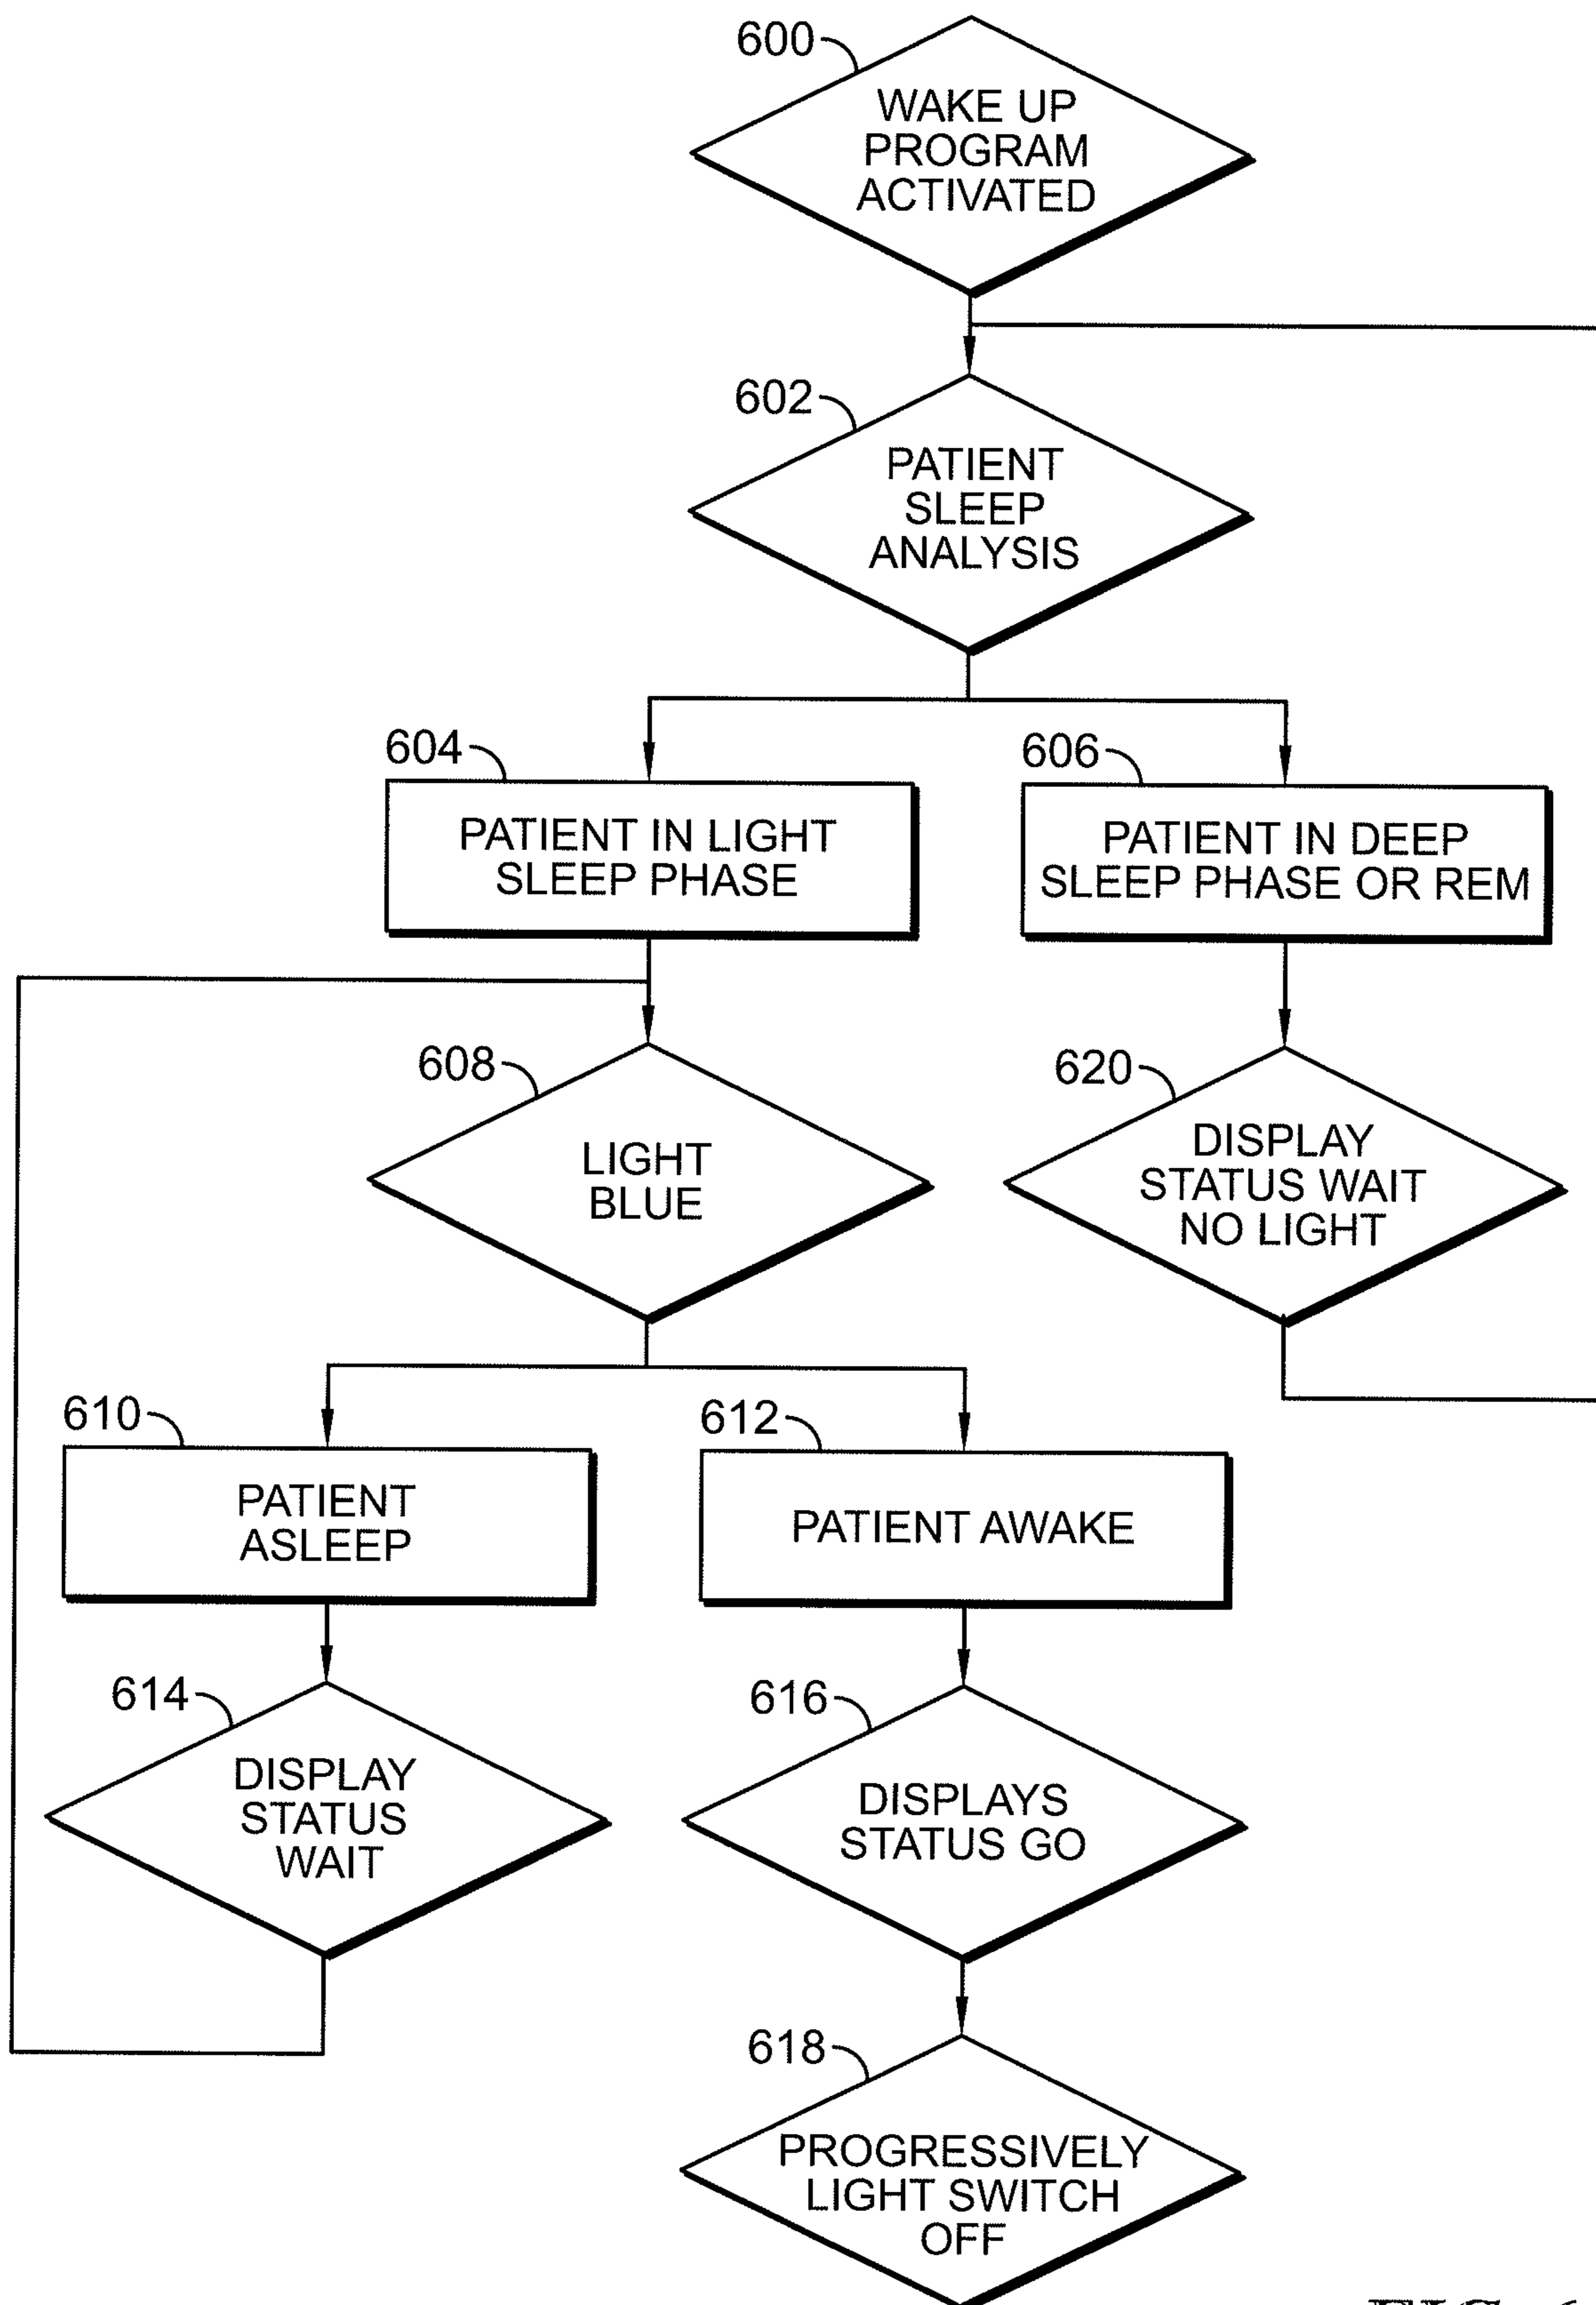 600
WAKE UP
PROGRAM
ACTIVATED
602
PATIENT
SLEEP
ANALYSIS
604
PATIENT IN LIGHT
SLEEP PHASE
606
PATIENT IN DEEP
SLEEP PHASE OR REM
608
LIGHT
BLUE
620
DISPLAY
STATUS WAIT
NO LIGHT
610
PATIENT
ASLEEP
612
PATIENT AWAKE
614
DISPLAY
STATUS
WAIT
616
DISPLAYS
STATUS GO
618
PROGRESSIVELY
LIGHT SWITCH
OFF